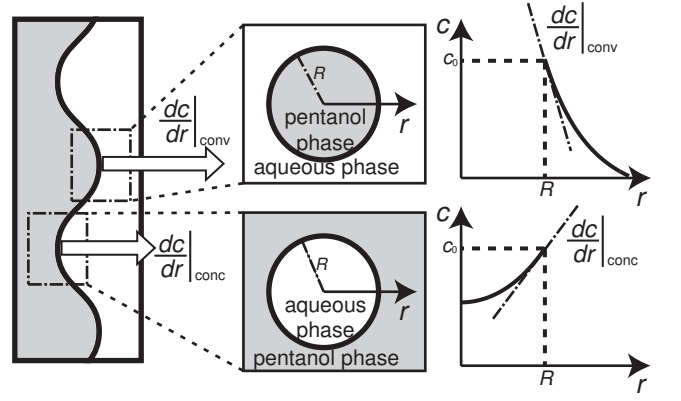 dc
dr
conv
dc
dr
conc
R
pentanol
phase
r
aqueous phase
R
aqueous
phase
r
pentanol phase
c
c₀
dc
dr
conv
R
r
c
c₀
dc
dr
conc
R
r